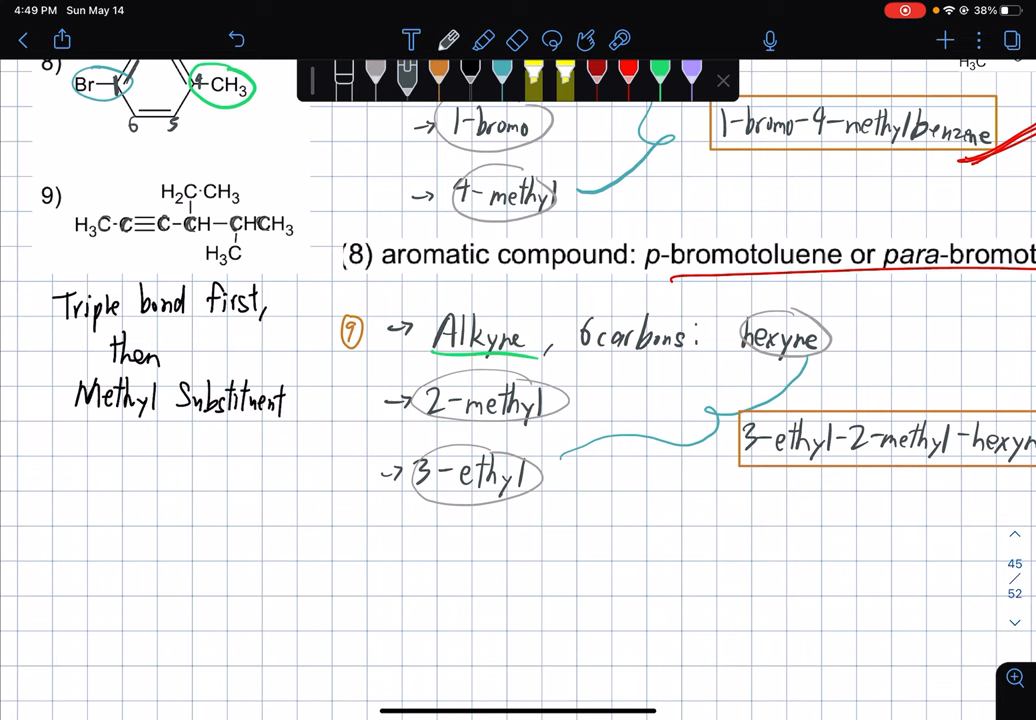 4:49 PM Sun May 14
38%
T
8)
Br
4
CH3
6 5
H3C
→ 1-bromo
1-bromo-4-methylbenzene
→ 4-methyl
9)
H2C·CH3
H3C·C≡C-CH-CHCH3
H3C
(8) aromatic compound: p-bromotoluene or para-bromot
Triple bond first,
then
Methyl Substituent
9 → Alkyne, 6 carbons: hexyne
→ 2-methyl
3-ethyl-2-methyl-hexyn
→ 3-ethyl
45
/
52